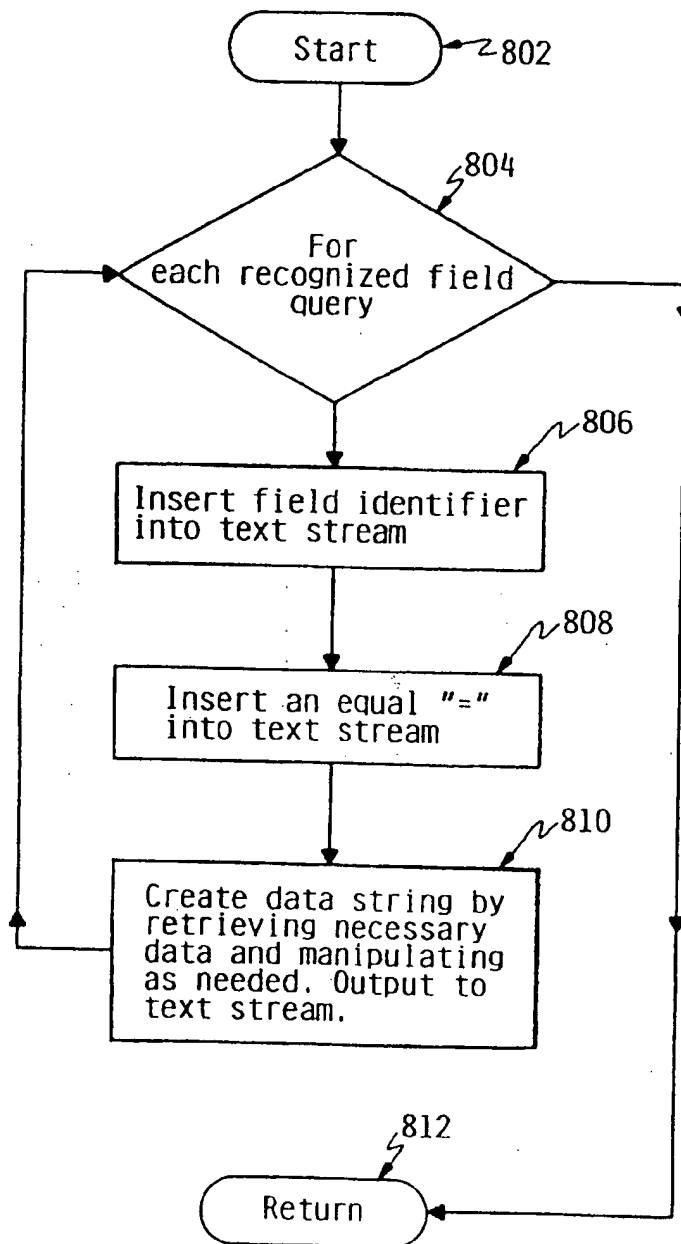 Start
802
804
For
each recognized field
query
806
Insert field identifier
into text stream
808
Insert an equal "="
into text stream
810
Create data string by
retrieving necessary
data and manipulating
as needed. Output to
text stream.
812
Return